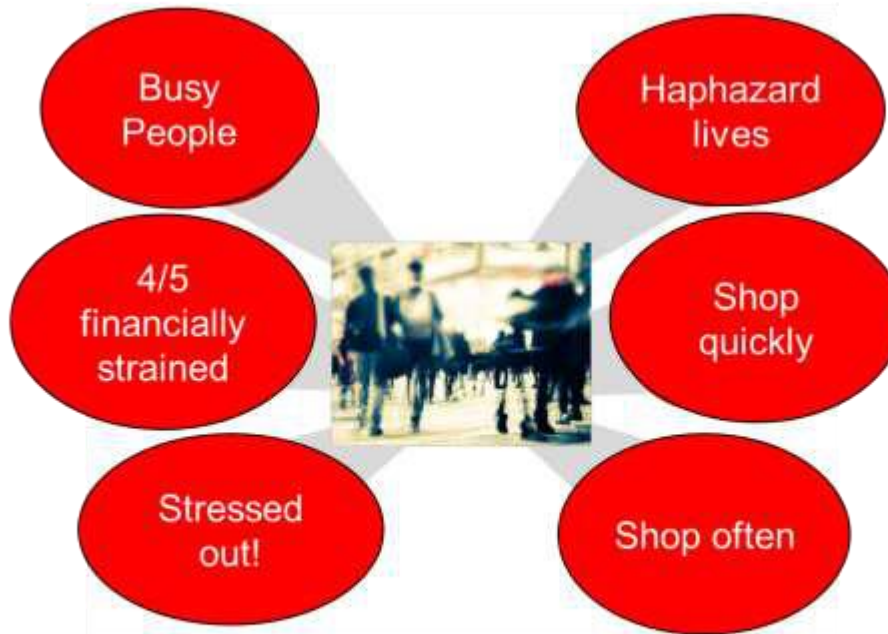 Busy
People
Haphazard
lives
4/5
financially
strained
Shop
quickly
Stressed
out!
Shop often